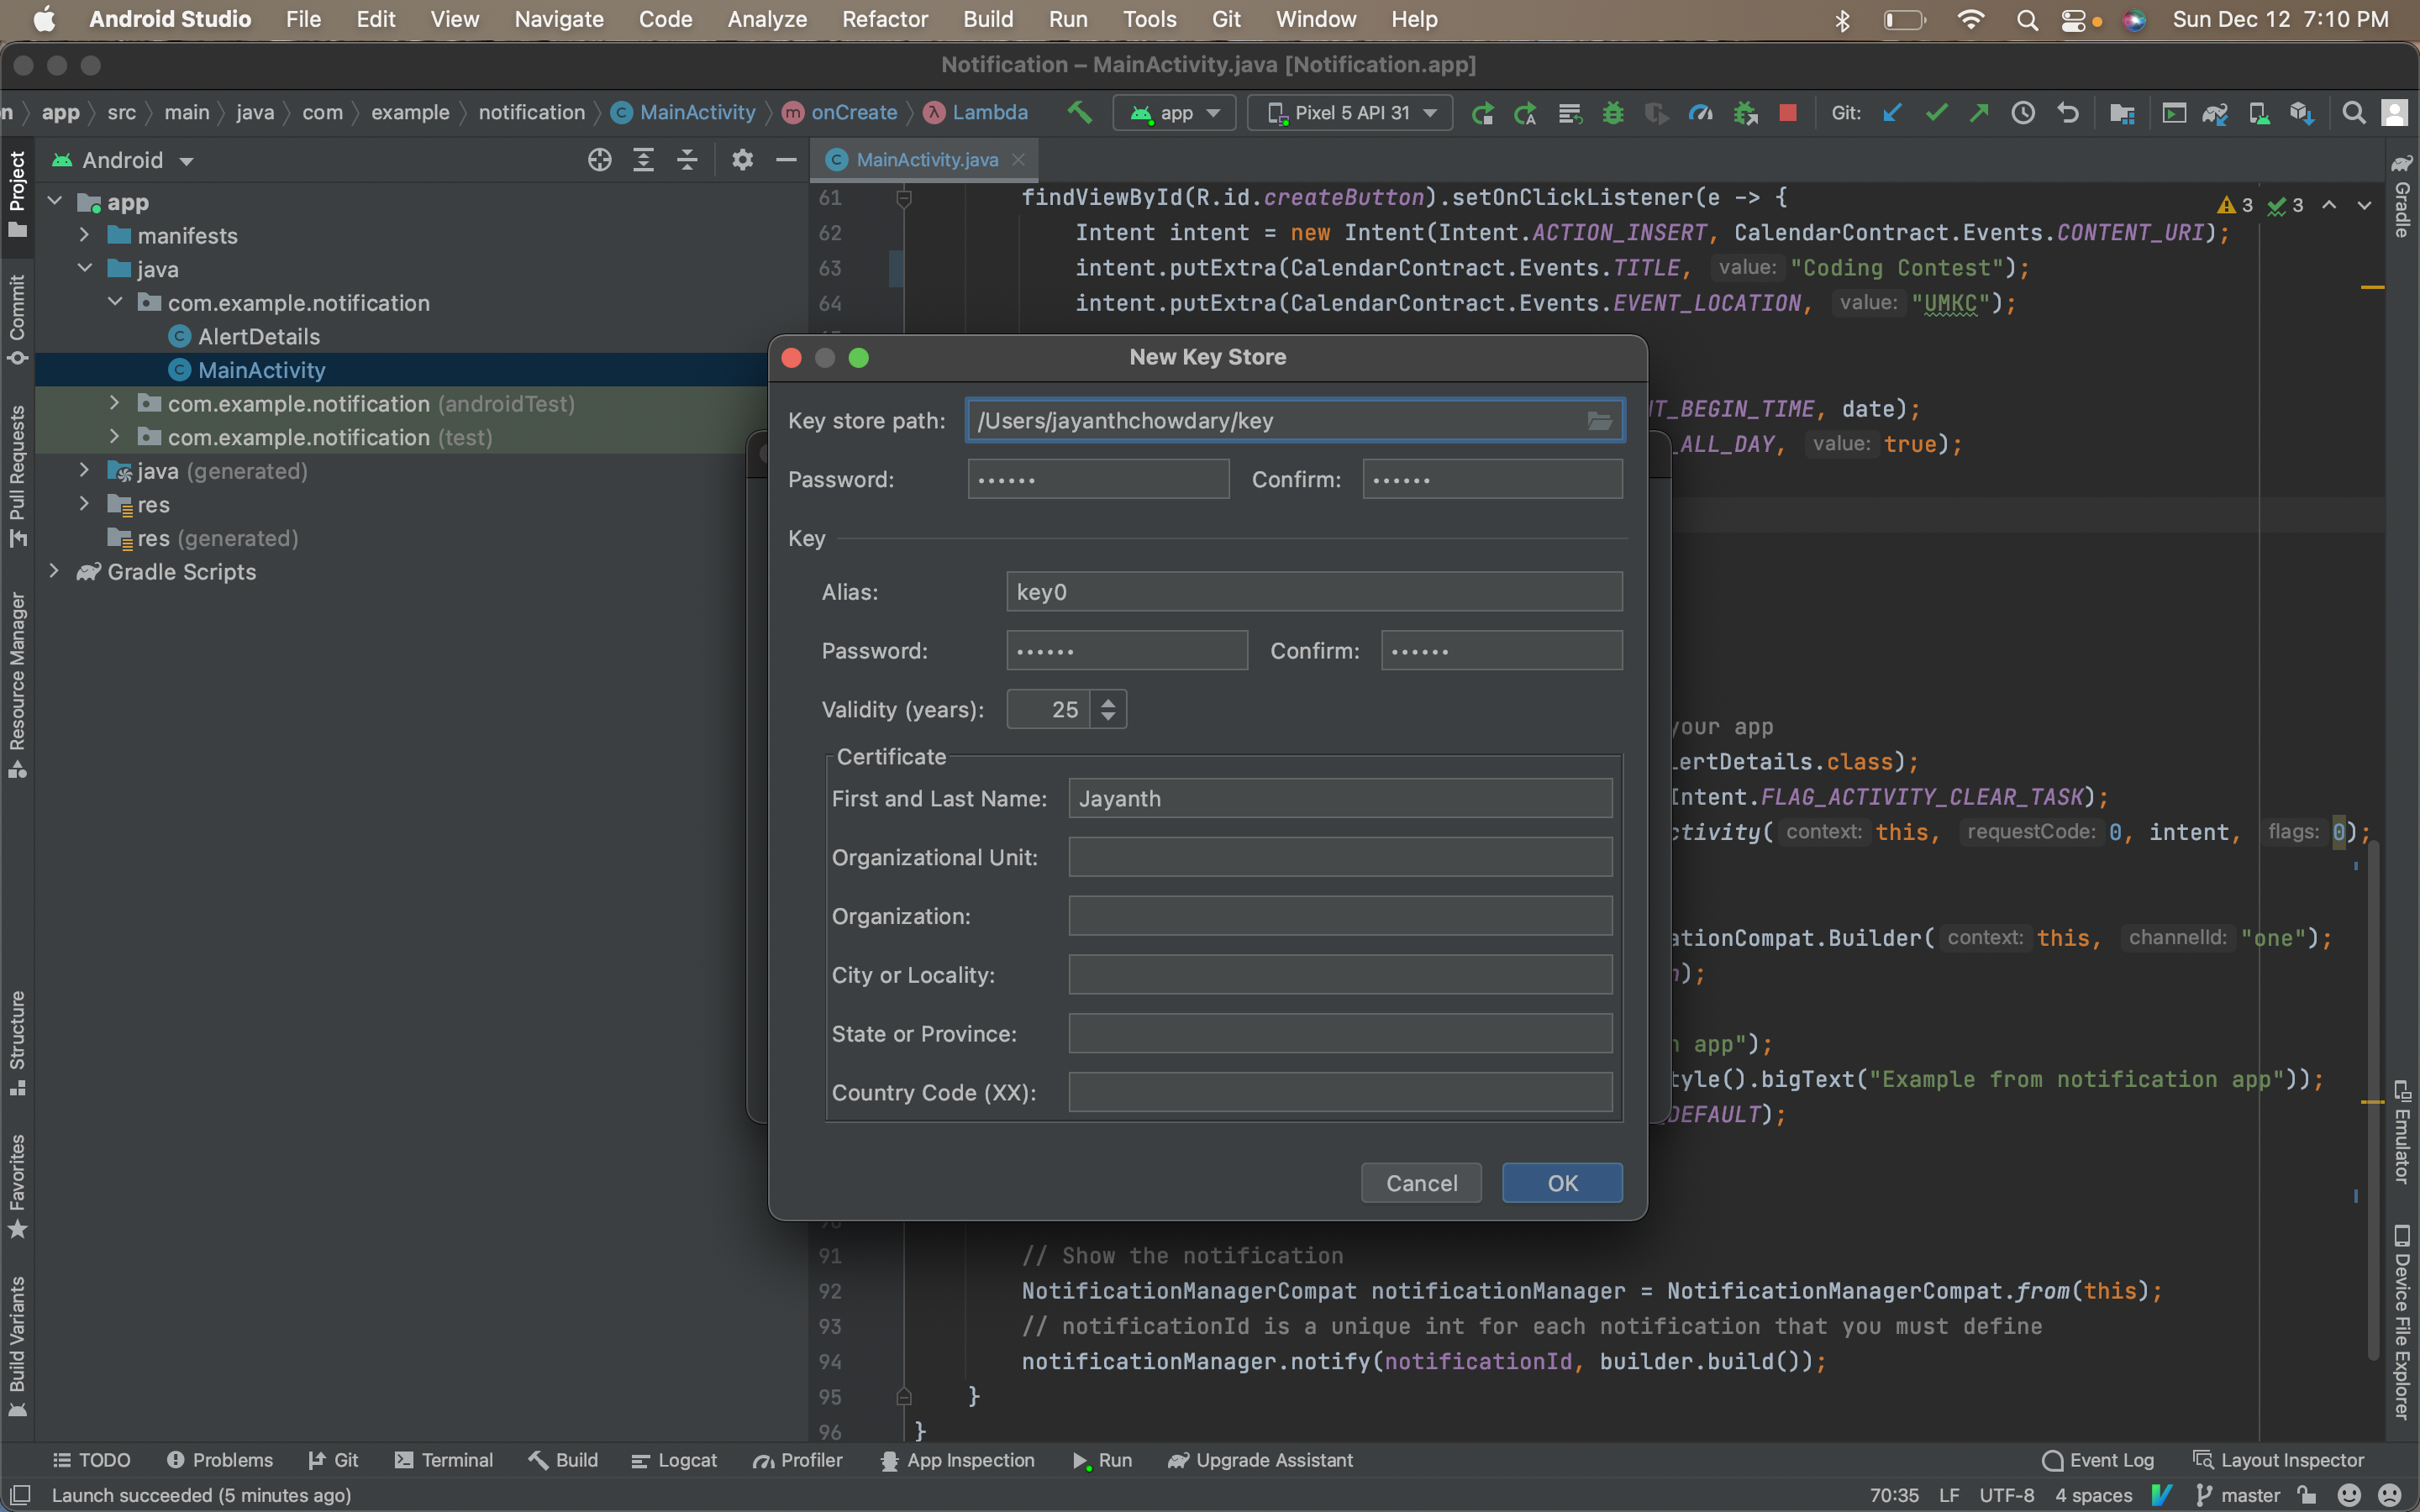 Android Studio File Edit View Navigate Code Analyze Refactor Build Run Tools Git Window Help Sun Dec 12 7:10 PM
Notification – MainActivity.java [Notification.app]
n app src main java com example notification MainActivity onCreate Lambda app Pixel 5 API 31 Git:
Android
MainActivity.java
Project
Commit
Pull Requests
Resource Manager
Structure
Favorites
Build Variants
app
manifests
java
com.example.notification
AlertDetails
MainActivity
com.example.notification (androidTest)
com.example.notification (test)
java (generated)
res
res (generated)
Gradle Scripts
61 findViewById(R.id.createButton).setOnClickListener(e -> {
3 3
62 Intent intent = new Intent(Intent.ACTION_INSERT, CalendarContract.Events.CONTENT_URI);
63 intent.putExtra(CalendarContract.Events.TITLE, value: "Coding Contest");
64 intent.putExtra(CalendarContract.Events.EVENT_LOCATION, value: "UMKC");
T_BEGIN_TIME, date);
_ALL_DAY, value: true);
your app
ertDetails.class);
Intent.FLAG_ACTIVITY_CLEAR_TASK);
ctivity( context: this, requestCode: 0, intent, flags: 0);
ationCompat.Builder( context: this, channelId: "one");
);
app");
tyle().bigText("Example from notification app"));
DEFAULT);
New Key Store
Key store path: /Users/jayanthchowdary/key
Password: •••••• Confirm: ••••••
Key
Alias: key0
Password: •••••• Confirm: ••••••
Validity (years): 25
Certificate
First and Last Name: Jayanth
Organizational Unit:
Organization:
City or Locality:
State or Province:
Country Code (XX):
Cancel OK
91 // Show the notification
92 NotificationManagerCompat notificationManager = NotificationManagerCompat.from(this);
93 // notificationId is a unique int for each notification that you must define
94 notificationManager.notify(notificationId, builder.build());
95 }
96 }
Gradle
Emulator
Device File Explorer
TODO Problems Git Terminal Build Logcat Profiler App Inspection Run Upgrade Assistant Event Log Layout Inspector
Launch succeeded (5 minutes ago) 70:35 LF UTF-8 4 spaces master